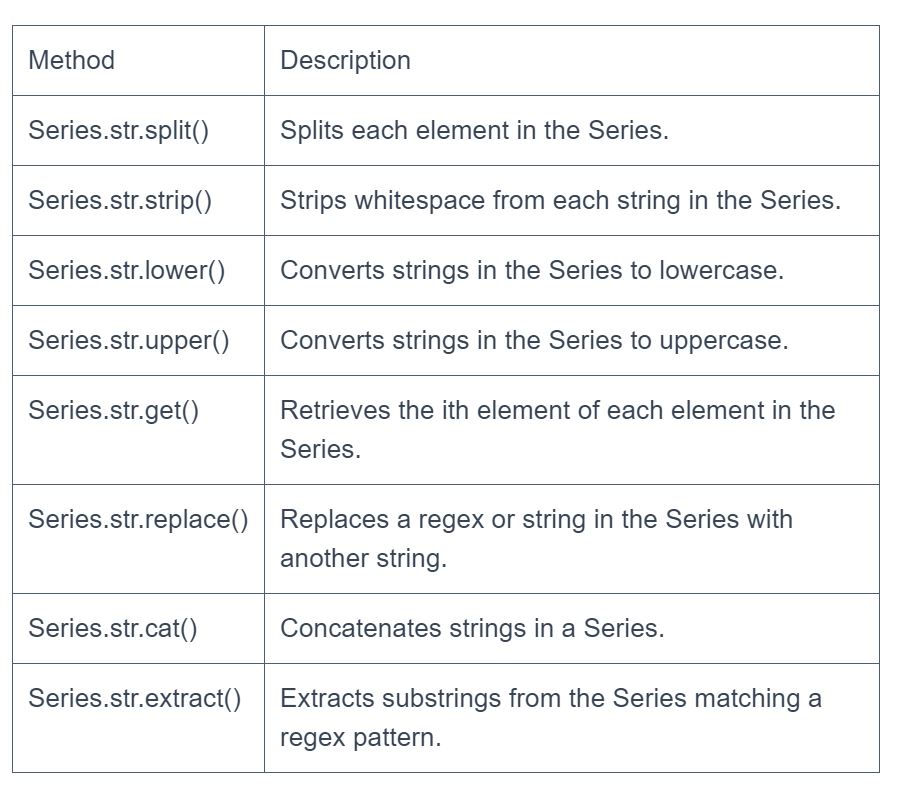 Method Description
Series.str.split() Splits each element in the Series.
Series.str.strip() Strips whitespace from each string in the Series.
Series.str.lower() Converts strings in the Series to lowercase.
Series.str.upper() Converts strings in the Series to uppercase.
Series.str.get() Retrieves the ith element of each element in the
Series.
Series.str.replace() Replaces a regex or string in the Series with
another string.
Series.str.cat() Concatenates strings in a Series.
Series.str.extract() Extracts substrings from the Series matching a
regex pattern.